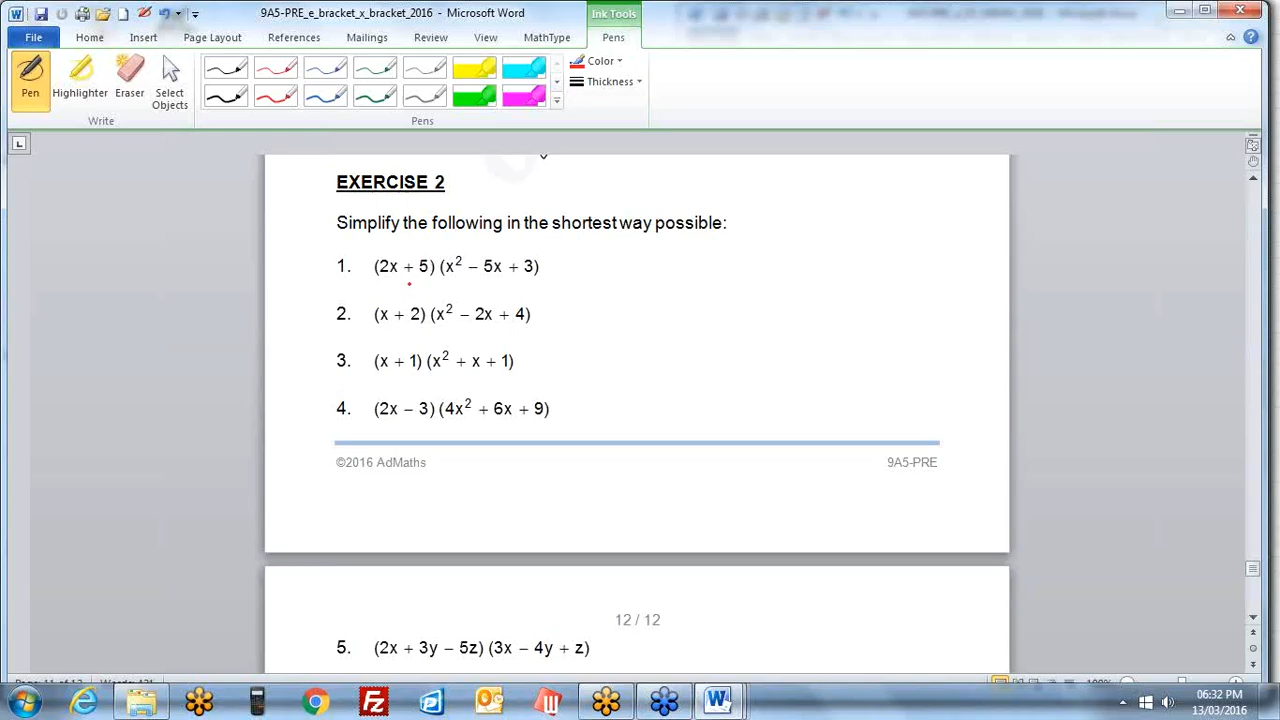 9A5-PRE_e_bracket_x_bracket_2016 - Microsoft Word
Ink Tools
File Home Insert Page Layout References Mailings Review View MathType Pens
Pen Highlighter Eraser Select Objects
Color
Thickness
Write Pens
EXERCISE 2
Simplify the following in the shortest way possible:
1. (2x + 5) (x² – 5x + 3)
2. (x + 2) (x² – 2x + 4)
3. (x + 1) (x² + x + 1)
4. (2x – 3) (4x² + 6x + 9)
©2016 AdMaths 9A5-PRE
12 / 12
5. (2x + 3y – 5z) (3x – 4y + z)
06:32 PM
13/03/2016